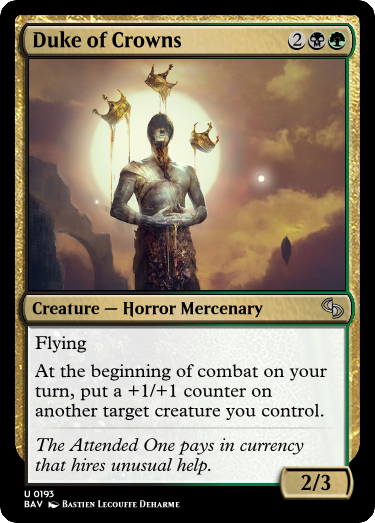 Duke of Crowns 2
Creature — Horror Mercenary
Flying
At the beginning of combat on your
turn, put a +1/+1 counter on
another target creature you control.
The Attended One pays in currency
that hires unusual help.
2/3
U 0193
BAV Bastien Lecouffe Deharme